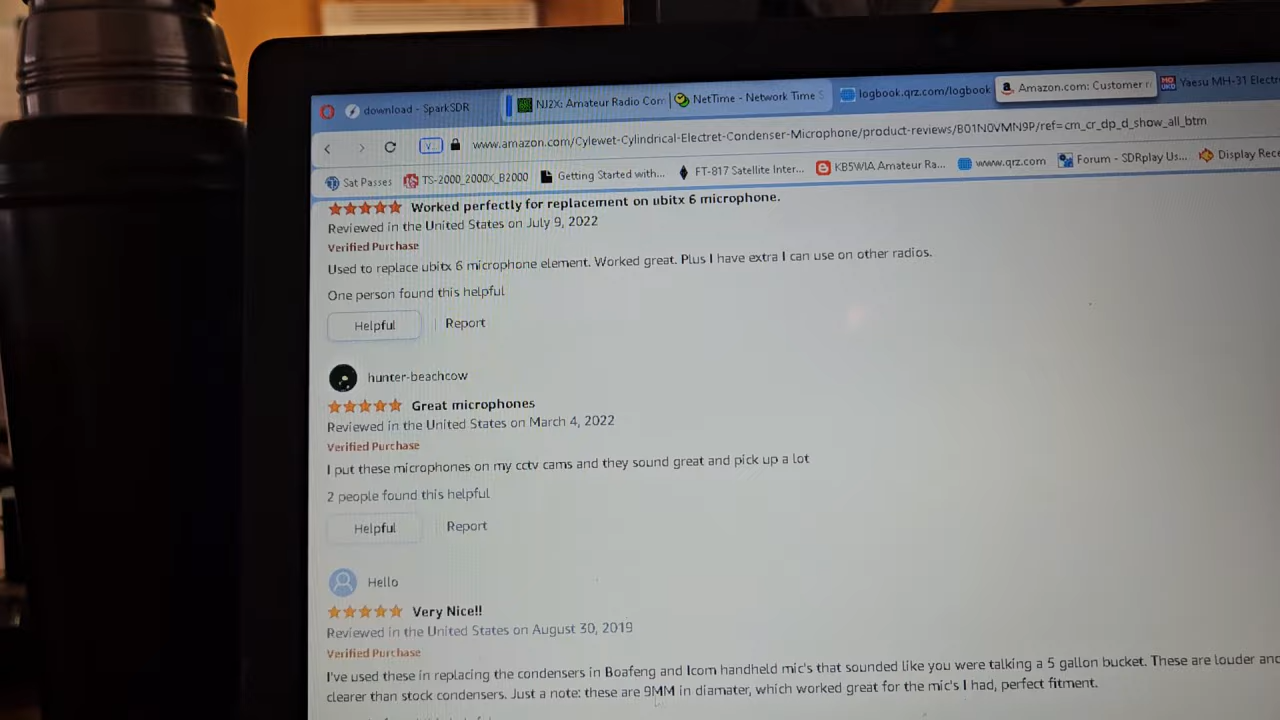 download - SparkSDR
NJ2X: Amateur Radio Com
NetTime - Network Time S
logbook.qrz.com/logbook
Amazon.com: Customer r
Yaesu MH-31 Electr
www.amazon.com/Cylewet-Cylindrical-Electret-Condenser-Microphone/product-reviews/B01N0VMN9P/ref=cm_cr_dp_d_show_all_btm
Sat Passes
TS-2000_2000X_B2000
Getting Started with...
FT-817 Satellite Inter...
KB5WIA Amateur Ra...
www.qrz.com
Forum - SDRplay Us...
Display Rece
Worked perfectly for replacement on ubitx 6 microphone.
Reviewed in the United States on July 9, 2022
Verified Purchase
Used to replace ubitx 6 microphone element. Worked great. Plus I have extra I can use on other radios.
One person found this helpful
Helpful
Report
hunter-beachcow
Great microphones
Reviewed in the United States on March 4, 2022
Verified Purchase
I put these microphones on my cctv cams and they sound great and pick up a lot
2 people found this helpful
Helpful
Report
Hello
Very Nice!!
Reviewed in the United States on August 30, 2019
Verified Purchase
I've used these in replacing the condensers in Boafeng and Icom handheld mic's that sounded like you were talking a 5 gallon bucket. These are louder and
clearer than stock condensers. Just a note: these are 9MM in diamater, which worked great for the mic's I had, perfect fitment.